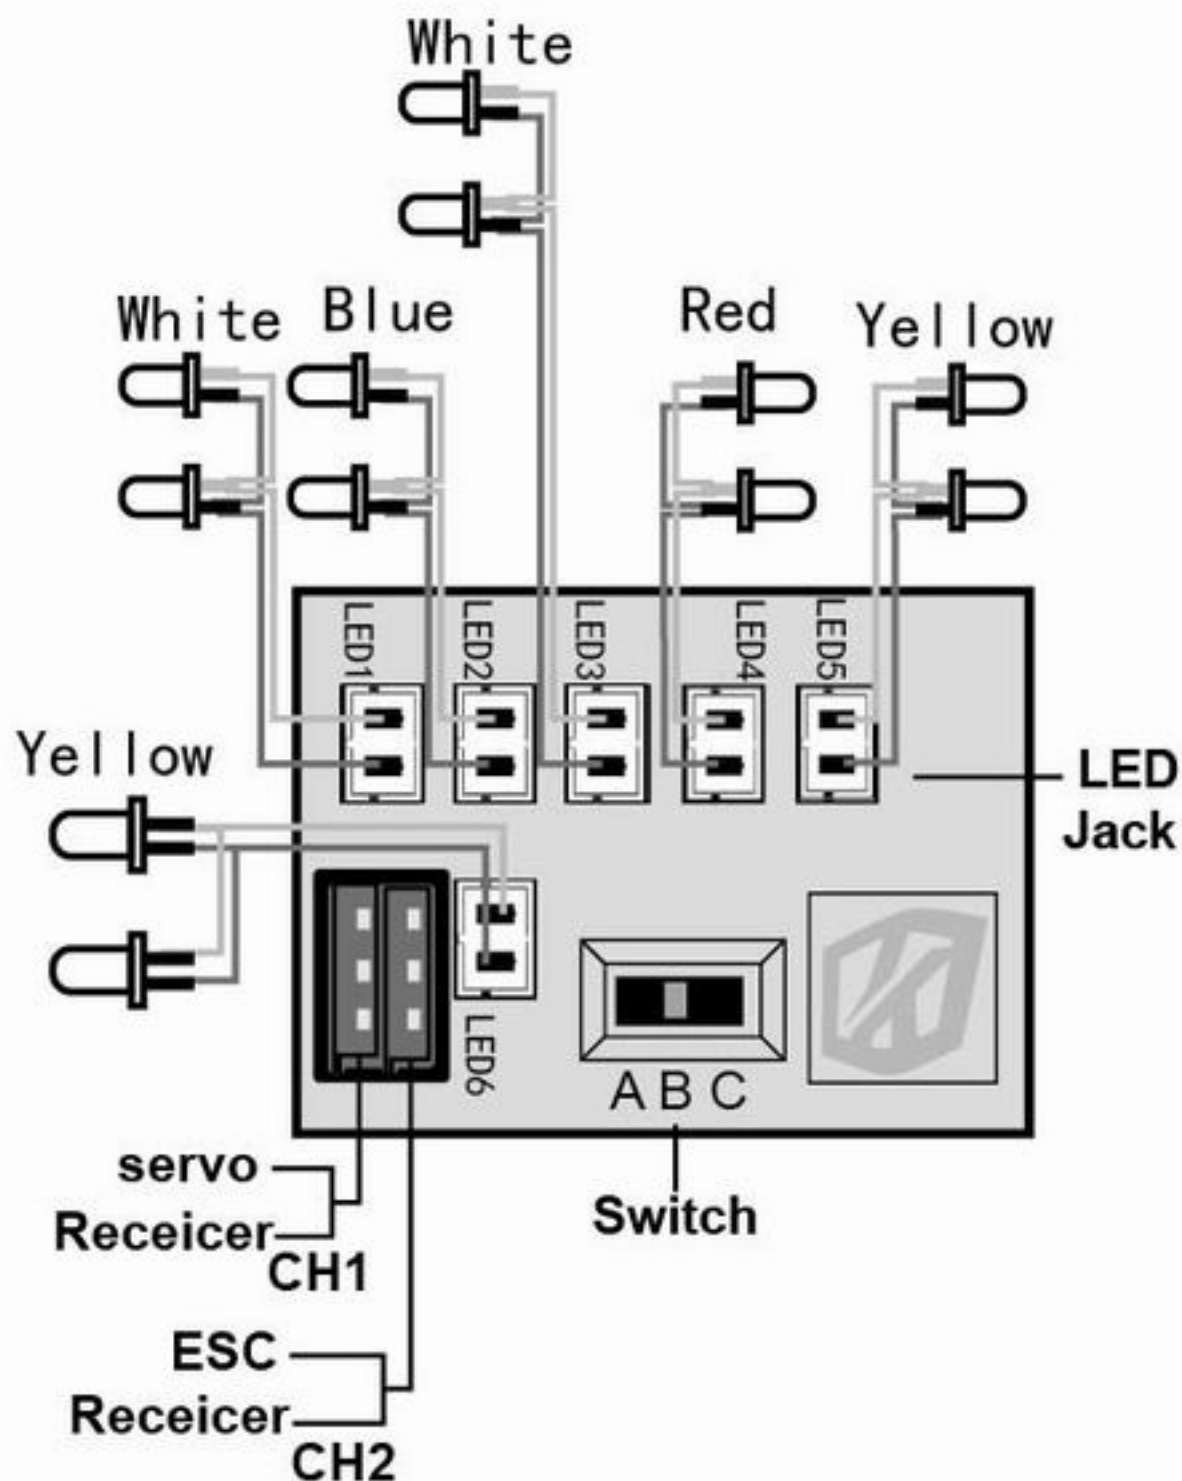 White
White
Blue
Red
Yellow
LED1
LED2
LED3
LED4
LED5
Yellow
LED
Jack
LED6
A B C
servo
Receicer
CH1
Switch
ESC
Receicer
CH2